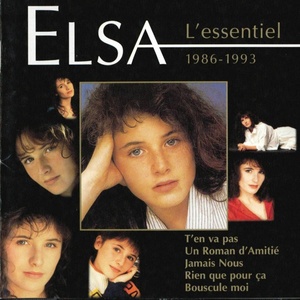 ELSA
L'essentiel
1986-1993
T'en va pas
Un Roman d'Amitié
Jamais Nous
Rien que pour ça
Bouscule moi